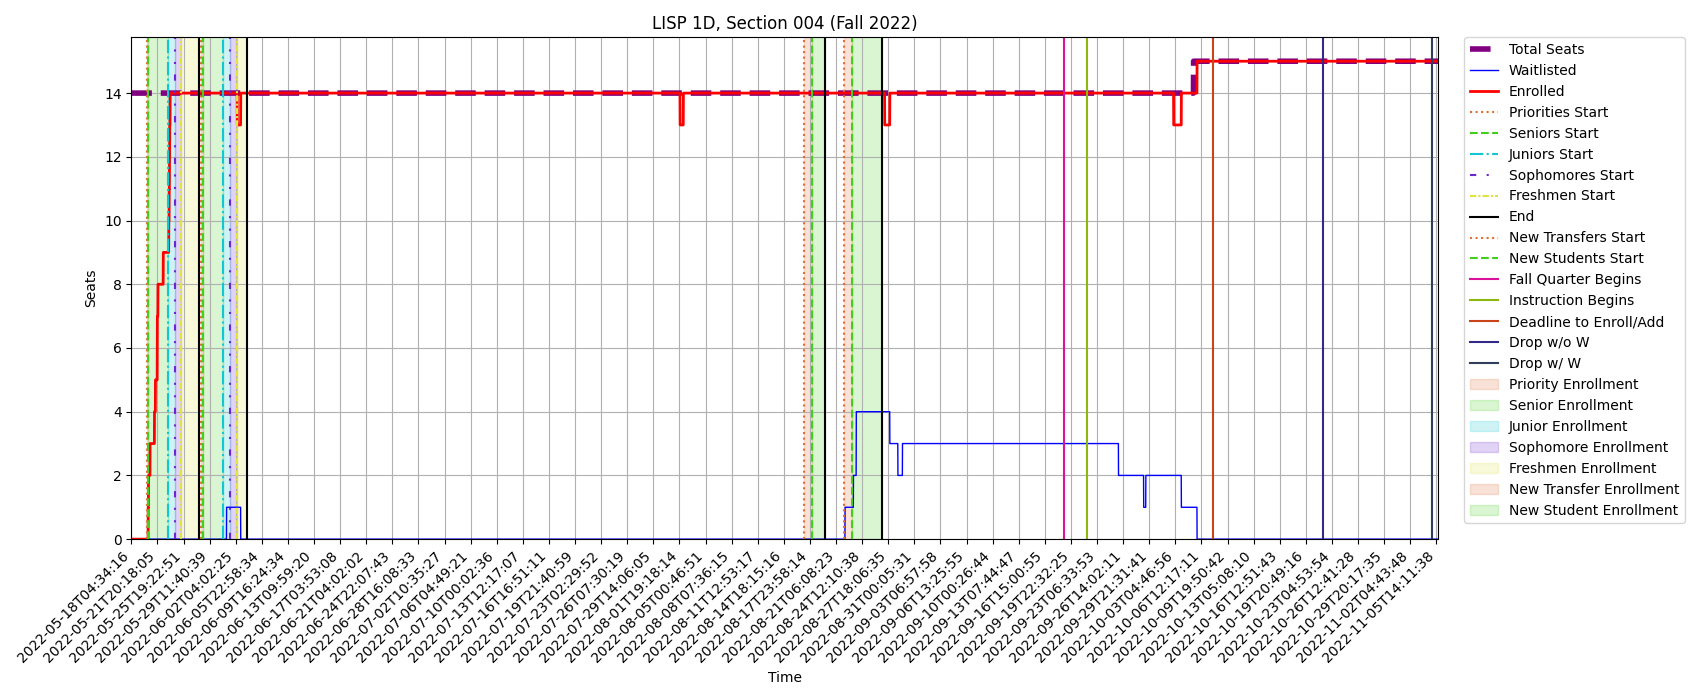 LISP 1D, Section 004 (Fall 2022)
Seats
14
12
10
8
6
4
2
0
2022-05-18T04:34:16
2022-05-21T20:18:05
2022-05-25T19:22:51
2022-05-29T11:40:39
2022-06-02T04:02:25
2022-06-05T22:58:34
2022-06-09T16:24:34
2022-06-13T09:59:20
2022-06-17T03:53:08
2022-06-21T04:02:02
2022-06-24T22:07:43
2022-06-28T16:08:33
2022-07-02T10:35:27
2022-07-06T04:49:21
2022-07-10T00:02:36
2022-07-13T12:17:07
2022-07-16T16:51:11
2022-07-19T21:40:59
2022-07-23T02:29:52
2022-07-26T07:30:19
2022-07-29T14:06:05
2022-08-01T19:18:14
2022-08-05T00:46:51
2022-08-08T07:36:15
2022-08-11T12:53:17
2022-08-14T18:15:16
2022-08-17T23:58:14
2022-08-21T06:08:23
2022-08-24T12:10:38
2022-08-27T18:06:35
2022-08-31T00:05:31
2022-09-03T06:57:58
2022-09-06T13:25:55
2022-09-10T00:26:44
2022-09-13T07:44:47
2022-09-16T15:00:55
2022-09-19T22:32:25
2022-09-23T06:33:53
2022-09-26T14:02:11
2022-09-29T21:31:41
2022-10-03T04:46:56
2022-10-06T12:17:11
2022-10-09T19:50:42
2022-10-13T05:08:10
2022-10-16T12:51:43
2022-10-19T20:49:16
2022-10-23T04:53:54
2022-10-26T12:41:28
2022-10-29T20:17:35
2022-11-02T04:43:48
2022-11-05T14:11:38
Time
Total Seats
Waitlisted
Enrolled
Priorities Start
Seniors Start
Juniors Start
Sophomores Start
Freshmen Start
End
New Transfers Start
New Students Start
Fall Quarter Begins
Instruction Begins
Deadline to Enroll/Add
Drop w/o W
Drop w/ W
Priority Enrollment
Senior Enrollment
Junior Enrollment
Sophomore Enrollment
Freshmen Enrollment
New Transfer Enrollment
New Student Enrollment